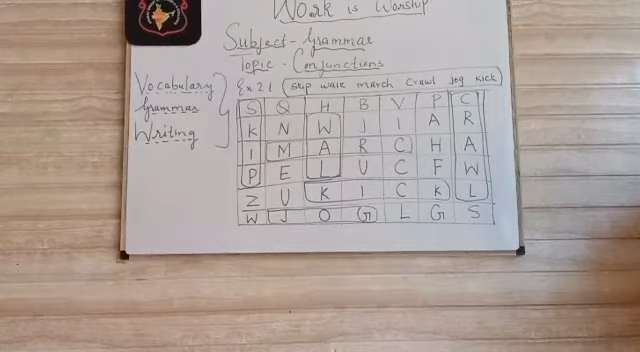 Work is Worship
Subject - Grammar
Topic - Conjunctions
Vocabulary
Grammar
Writing
Ex 21 (skip walk march crawl jog kick)
S Q H B V P C
K N W J I A R
I M A R C H A
P E L U C F W
Z U K I C K L
W J O G L G S